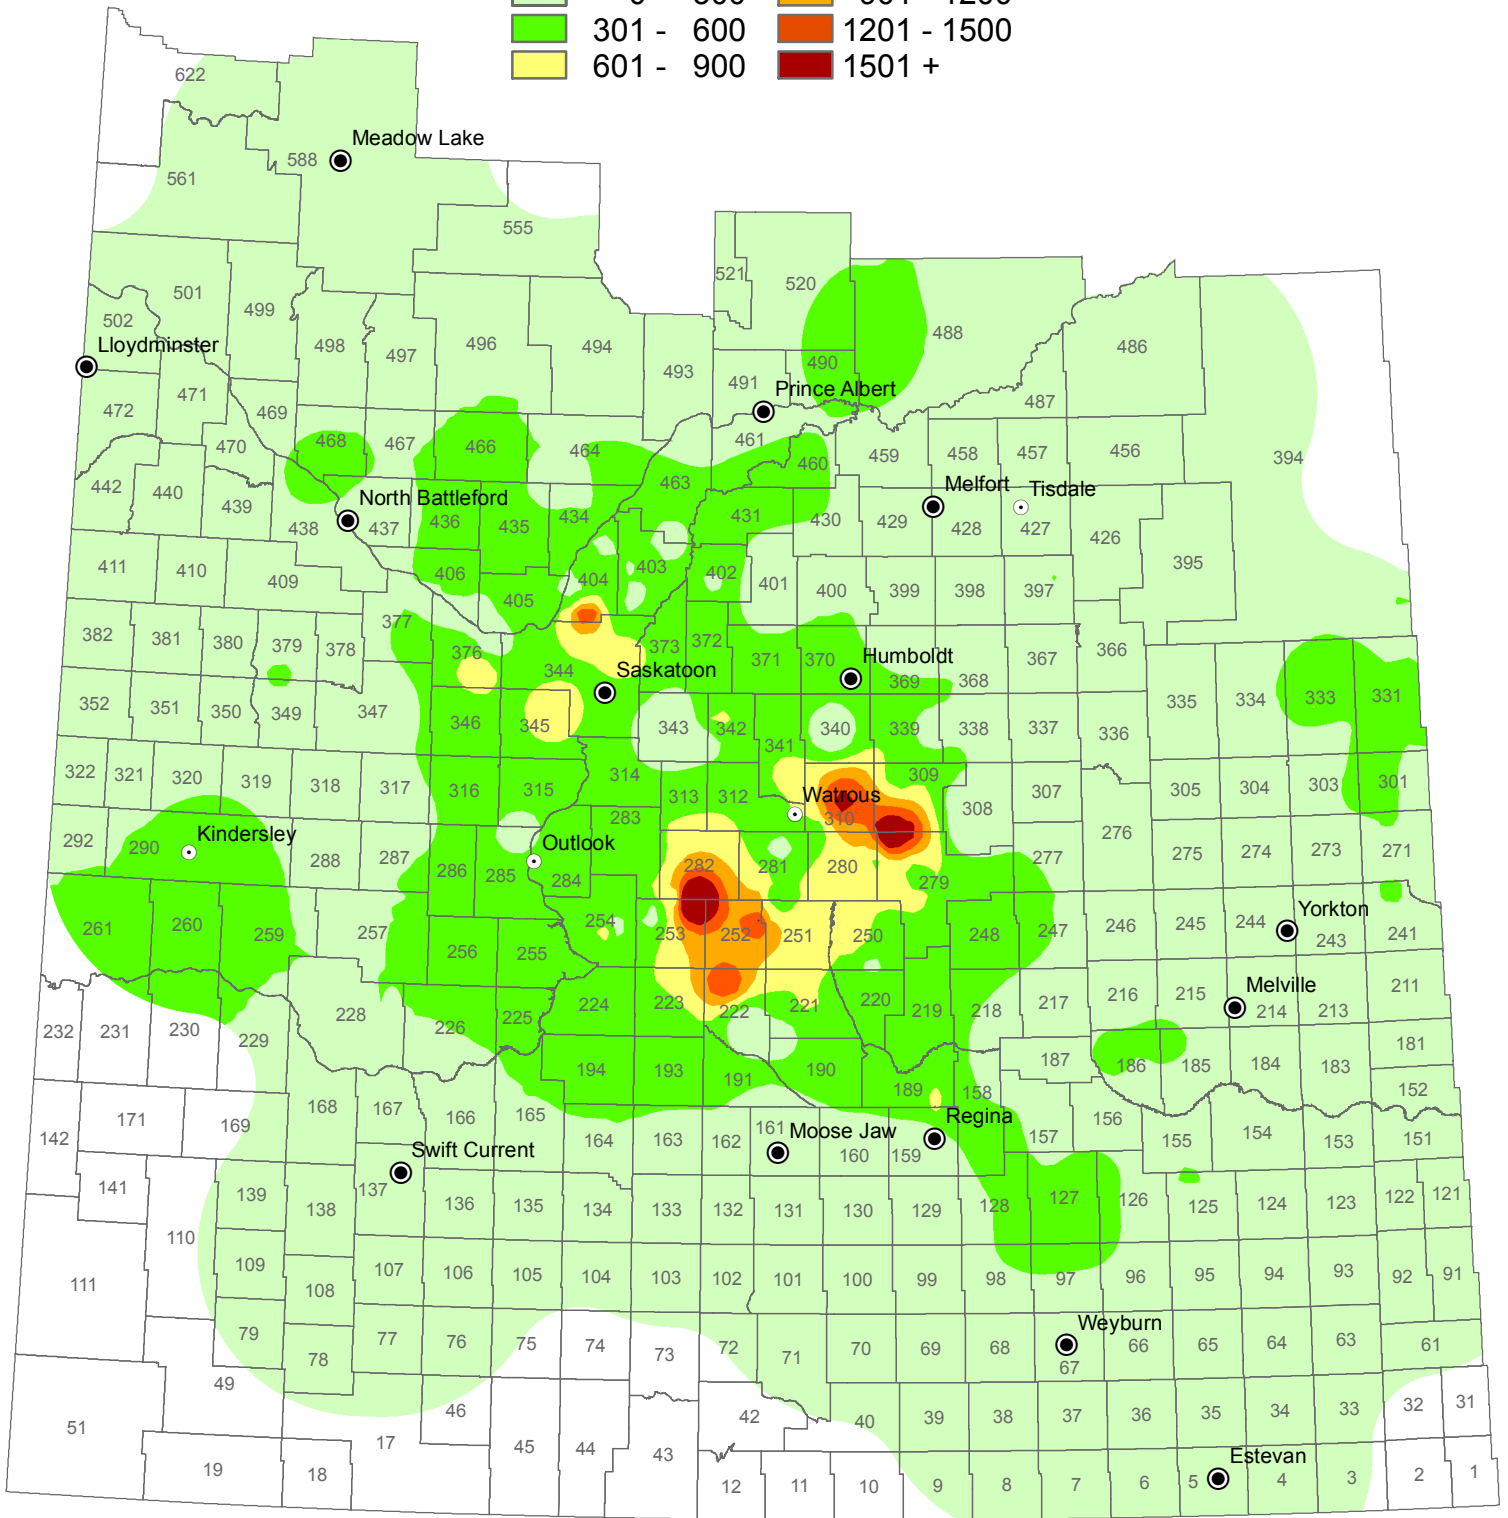 301 - 600 1201 - 1500
601 - 900 1501 +
622
Meadow Lake
588
561
555
521 520
501
499
502
488
486
Lloydminster
498 497 496 494
493
491 490
Prince Albert
487
472 471
469
468 467 466 464
470
461
460 459 458 457 456
394
463
442 440 439
438
North Battleford
437 436 435 434
431 430 429
Melfort
428
Tisdale
427
426
411 410 409
406 405 404 403 402 401 400 399 398 397
395
382 381 380 379 378
377 376
344
373 372 371 370
Humboldt
369 368 367 366
Saskatoon
352 351 350 349 347
346 345
343 342 341 340 339 338 337 336
335 334 333 331
322 321 320 319 318 317 316 315 314
313 312
Watrous
310
309
308 307
305 304 303 301
283
276
292 290
Kindersley
288 287 286 285
Outlook
284
282 281 280 279
277
275 274 273 271
261 260 259 257
256 255
254 253 252 251 250
248 247 246 245 244
Yorkton
243 241
232 231 230 229
228 226 225 224 223 222 221 220 219 218 217 216 215
Melville
214 213 211
194 193 191 190 189
187 186 185 184 183 181
171 169 168 167 166 165
158
152
142
164 163 162 161
Moose Jaw
160 159
Regina
157 156 155 154 153 151
Swift Current
141 139 138 137 136 135 134 133 132 131 130 129 128 127 126 125 124 123 122 121
110
111
109 108 107 106 105 104 103 102 101 100 99 98 97 96 95 94 93 92 91
79 78 77 76 75 74 73 72 71 70 69 68
Weyburn
67
66 65 64 63 61
49
51
46
45 44 43
42
40 39 38 37 36 35 34 33 32 31
19 18 17
12 11 10 9 8 7 6 5
Estevan
4 3 2 1